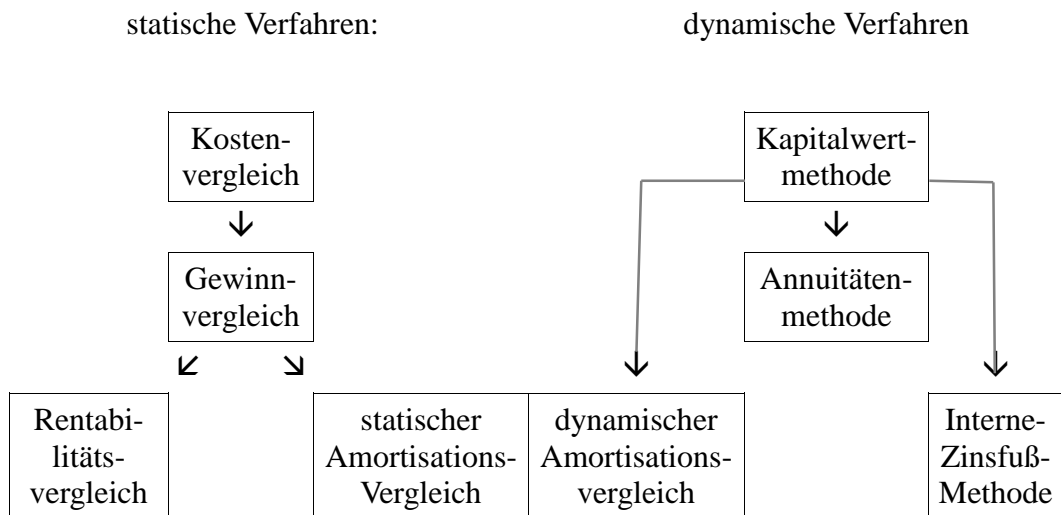 statische Verfahren:
dynamische Verfahren
Kosten-
vergleich
Kapitalwert-
methode
Gewinn-
vergleich
Annuitäten-
methode
Rentabi-
litäts-
vergleich
statischer
Amortisations-
Vergleich
dynamischer
Amortisations-
vergleich
Interne-
Zinsfuß-
Methode